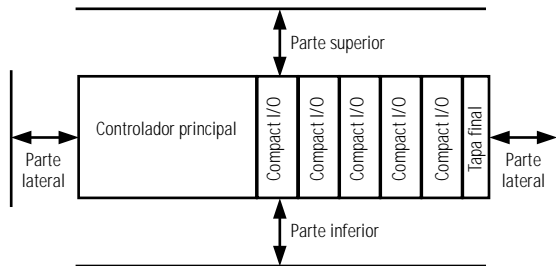 Parte superior
Controlador principal
Compact I/O
Compact I/O
Compact I/O
Compact I/O
Compact I/O
Tapa final
Parte
lateral
Parte
lateral
Parte inferior